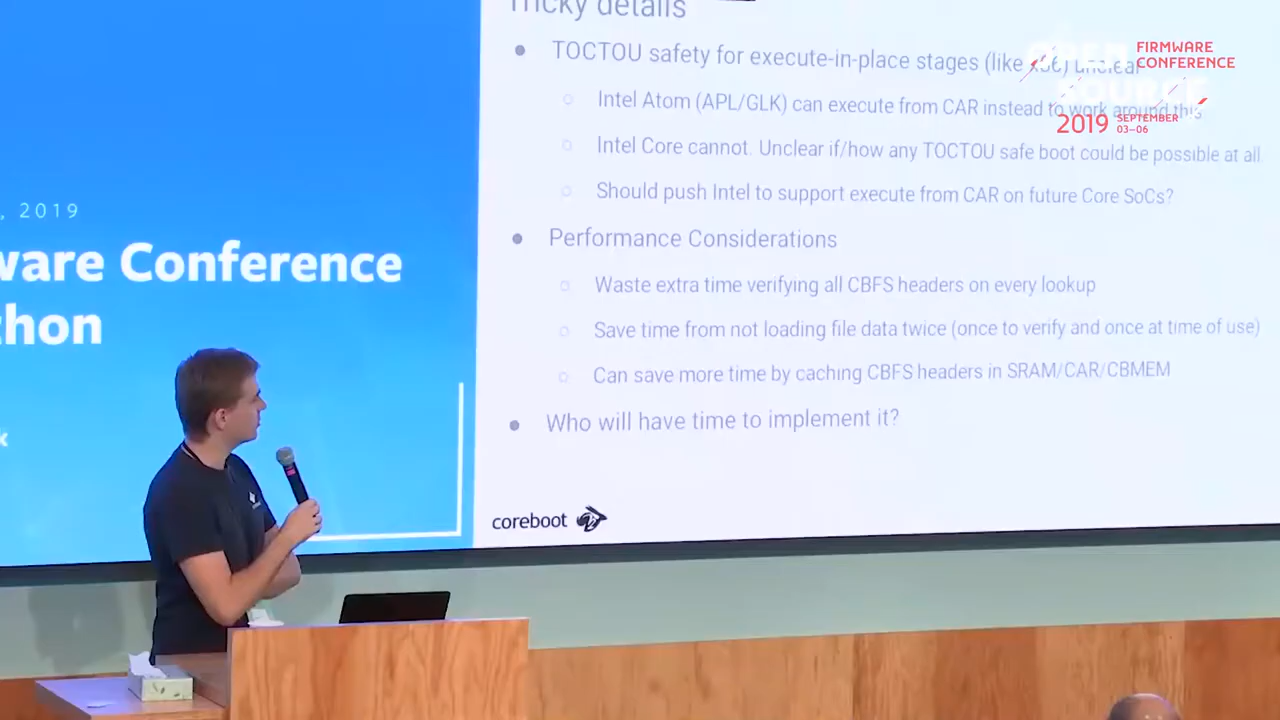 , 2019
ware Conference
thon
k
Tricky details
TOCTOU safety for execute-in-place stages (like x86) unclear
Intel Atom (APL/GLK) can execute from CAR instead to work around this
Intel Core cannot. Unclear if/how any TOCTOU safe boot could be possible at all
Should push Intel to support execute from CAR on future Core SoCs?
Performance Considerations
Waste extra time verifying all CBFS headers on every lookup
Save time from not loading file data twice (once to verify and once at time of use)
Can save more time by caching CBFS headers in SRAM/CAR/CBMEM
Who will have time to implement it?
coreboot
OPEN
SOURCE
FIRMWARE
CONFERENCE
2019
SEPTEMBER
03–06